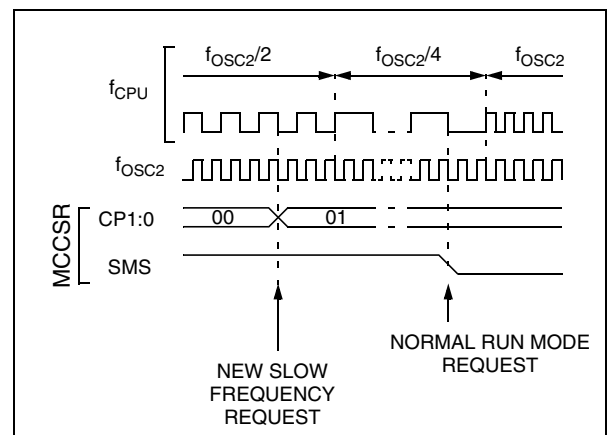 fOSC2/2 fOSC2/4 fOSC2
fCPU
fOSC2
MCCSR
CP1:0 00 01
SMS
NEW SLOW
FREQUENCY
REQUEST
NORMAL RUN MODE
REQUEST